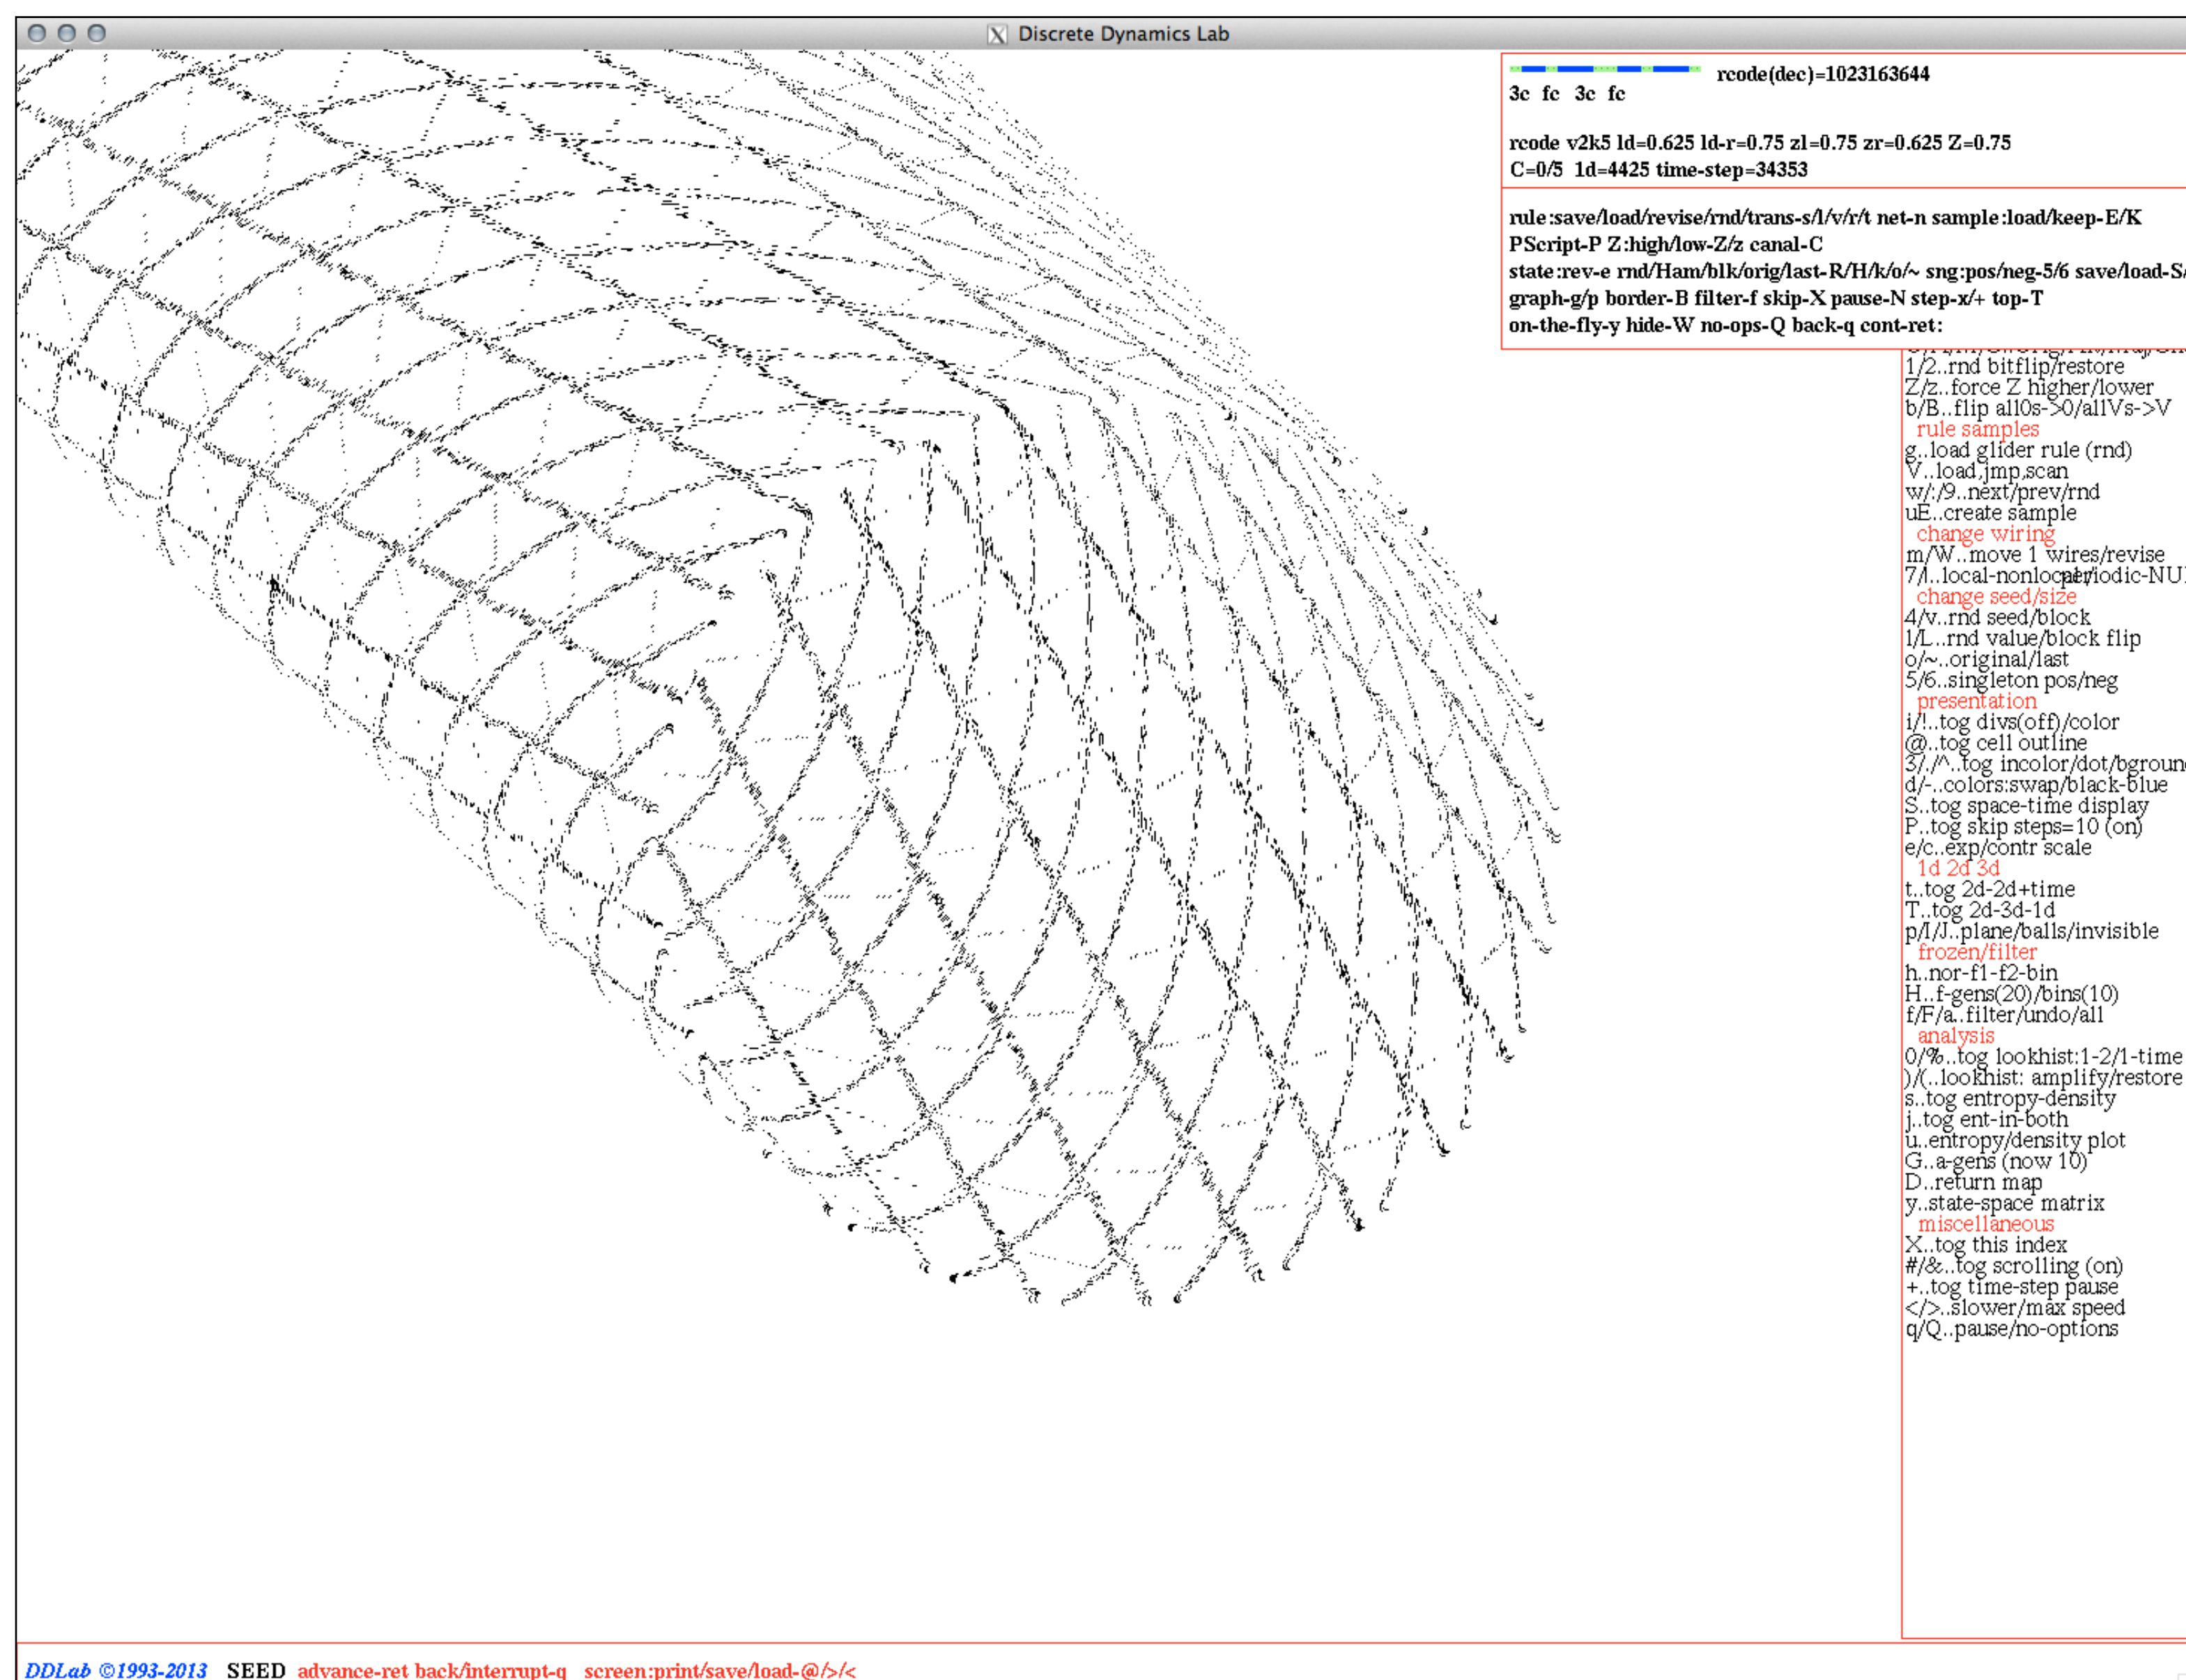 Discrete Dynamics Lab
rcode(dec)=1023163644
3c fc 3c fc
rcode v2k5 ld=0.625 ld-r=0.75 zl=0.75 zr=0.625 Z=0.75
C=0/5 1d=4425 time-step=34353
rule:save/load/revise/rnd/trans-s/l/v/r/t net-n sample:load/keep-E/K
PScript-P Z:high/low-Z/z canal-C
state:rev-e rnd/Ham/blk/orig/last-R/H/k/o/~ sng:pos/neg-5/6 save/load-S/
graph-g/p border-B filter-f skip-X pause-N step-x/+ top-T
on-the-fly-y hide-W no-ops-Q back-q cont-ret:
1/2..rnd bitflip/restore
Z/z..force Z higher/lower
b/B..flip all0s->0/allVs->V
rule samples
g..load glider rule (rnd)
V..load,jmp,scan
w/:/9..next/prev/rnd
uE..create sample
change wiring
m/W..move 1 wires/revise
change seed/size
4/v..rnd seed/block
1/L..rnd value/block flip
o/~..original/last
5/6..singleton pos/neg
presentation
i/!..tog divs(off)/color
@..tog cell outline
3/./^..tog incolor/dot/bground
d/-..colors:swap/black-blue
S..tog space-time display
P..tog skip steps=10 (on)
e/c..exp/contr scale
1d 2d 3d
t..tog 2d-2d+time
T..tog 2d-3d-1d
p/I/J..plane/balls/invisible
frozen/filter
h..nor-f1-f2-bin
H..f-gens(20)/bins(10)
f/F/a..filter/undo/all
analysis
0/%..tog lookhist:1-2/1-time
)/(..lookhist: amplify/restore
s..tog entropy-density
j..tog ent-in-both
u..entropy/density plot
G..a-gens (now 10)
D..return map
y..state-space matrix
miscellaneous
X..tog this index
#/&..tog scrolling (on)
+..tog time-step pause
</>..slower/max speed
q/Q..pause/no-options
DDLab ©1993-2013 SEED advance-ret back/interrupt-q screen:print/save/load-@/>/<